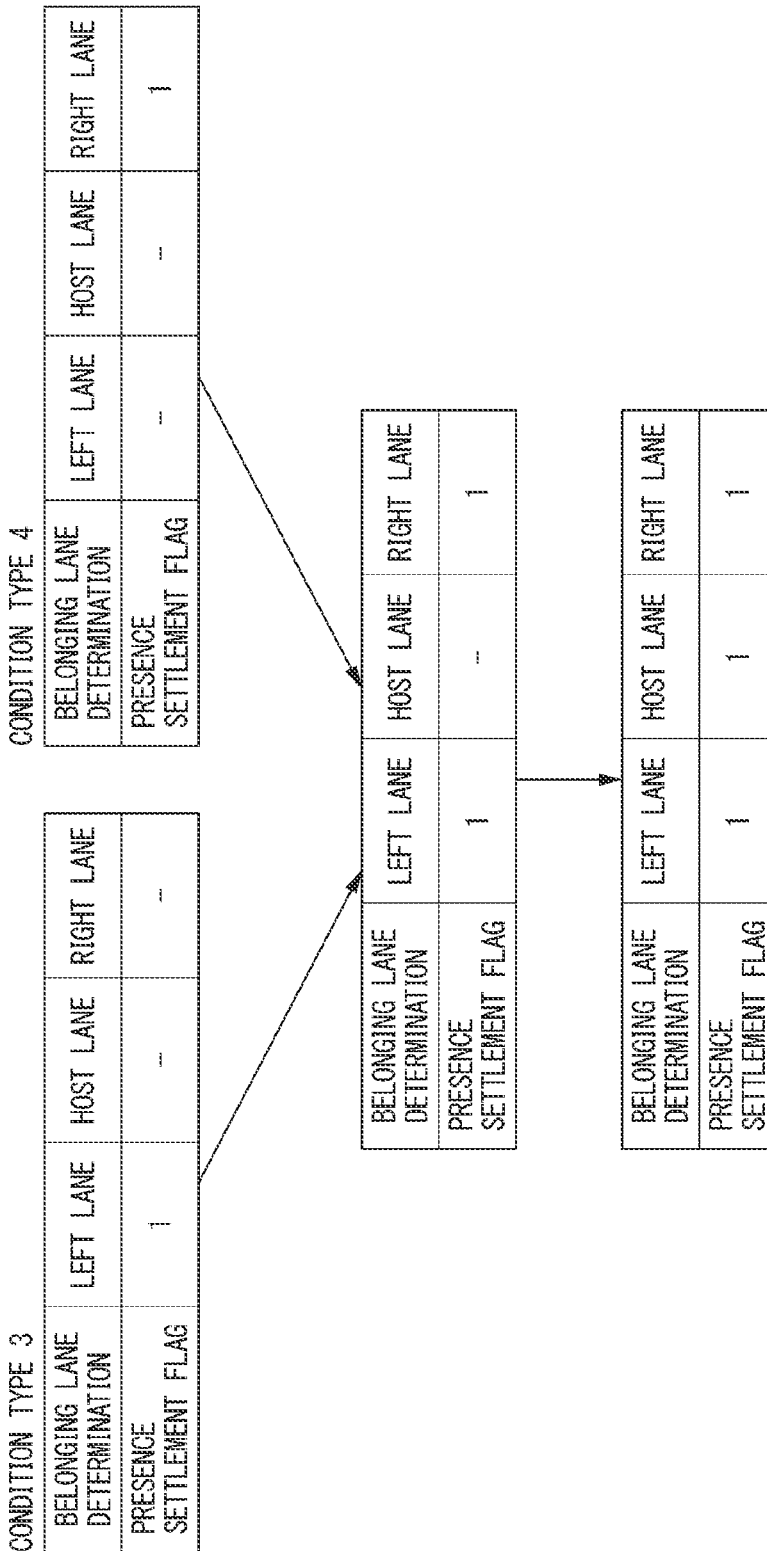 CONDITION TYPE 3
BELONGING LANE
DETERMINATION
LEFT LANE
HOST LANE
RIGHT LANE
PRESENCE
SETTLEMENT FLAG
1
-
-
CONDITION TYPE 4
BELONGING LANE
DETERMINATION
LEFT LANE
HOST LANE
RIGHT LANE
PRESENCE
SETTLEMENT FLAG
-
-
1
BELONGING LANE
DETERMINATION
LEFT LANE
HOST LANE
RIGHT LANE
PRESENCE
SETTLEMENT FLAG
1
-
1
BELONGING LANE
DETERMINATION
LEFT LANE
HOST LANE
RIGHT LANE
PRESENCE
SETTLEMENT FLAG
1
1
1